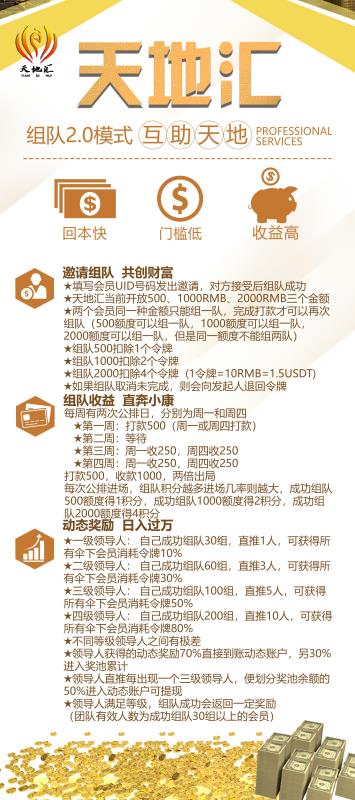 天地汇
TIAN DI HUI
天地汇
组队2.0模式 互助天地 PROFESSIONAL
SERVICES
回本快 门槛低 收益高
邀请组队 共创财富
★填写会员UID号码发出邀请，对方接受后组队成功
★天地汇当前开放500、1000RMB、2000RMB三个金额
★两个会员同一种金额只能组一队，完成打款才可以再次
组队（500额度可以组一队，1000额度可以组一队，
2000额度可以组一队，但是同一额度不能组两队）
★组队500扣除1个令牌
★组队1000扣除2个令牌
★组队2000扣除4个令牌（1令牌=10RMB=1.5USDT）
★如果组队取消未完成，则会向发起人退回令牌
组队收益 直奔小康
每周有两次公排日，分别为周一和周四
★第一周：打款500（周一或周四打款）
★第二周：等待
★第三周：周一收250，周四收250
★第四周：周一收250，周四收250
打款500，收款1000，两倍出局
每次公排进场，组队积分越多进场几率则越大，成功组队
500额度得1积分，成功组队1000额度得2积分，成功组
队2000额度得4积分
动态奖励 日入过万
★一级领导人： 自己成功组队30组，直推1人，可获得所
有伞下会员消耗令牌10%
★二级领导人： 自己成功组队60组，直推3人，可获得所
有伞下会员消耗令牌30%
★三级领导人： 自己成功组队100组，直推5人，可获得
所有伞下会员消耗令牌50%
★四级领导人： 自己成功组队200组，直推10人，可获得
所有伞下会员消耗令牌80%
★不同等级领导人之间有极差
★领导人获得的动态奖励70%直接到账动态账户，另30%
进入奖池累计
★领导人直推每出现一个三级领导人，便划分奖池余额的
50%进入动态账户可提现
★领导人满足等级，组队成功会返回一定奖励
（团队有效人数为成功组队30组以上的会员）